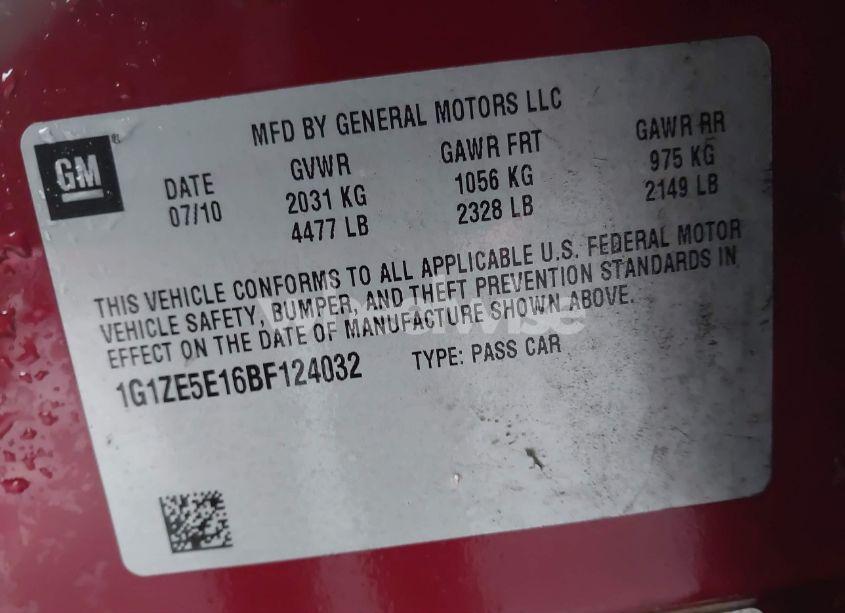 MFD BY GENERAL MOTORS LLC
GM®
DATE GVWR GAWR FRT GAWR RR
07/10 2031 KG 1056 KG 975 KG
4477 LB 2328 LB 2149 LB
THIS VEHICLE CONFORMS TO ALL APPLICABLE U.S. FEDERAL MOTOR
VEHICLE SAFETY, BUMPER, AND THEFT PREVENTION STANDARDS IN
EFFECT ON THE DATE OF MANUFACTURE SHOWN ABOVE.
1G1ZE5E16BF124032 TYPE: PASS CAR